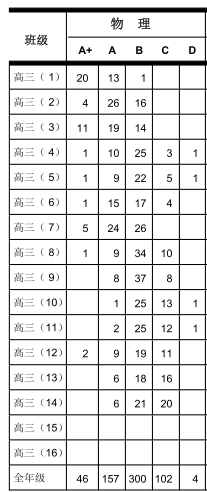 班级 物 理
A+ A B C D
高三（ 1） 20 13 1
高三（ 2） 4 26 16
高三（ 3） 11 19 14
高三（ 4） 1 10 25 3 1
高三（ 5） 1 9 22 5 1
高三（ 6） 1 15 17 4
高三（ 7） 5 24 26
高三（ 8） 1 9 34 10
高三（ 9） 8 37 8
高三（10） 1 25 13 1
高三（11） 2 25 12 1
高三（12） 2 9 19 11
高三（13） 6 18 16
高三（14） 6 21 20
高三（15）
高三（16）
全年级 46 157 300 102 4